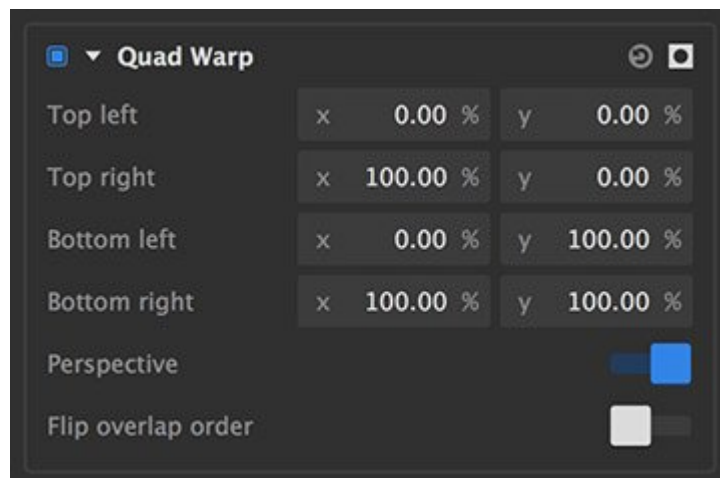 Quad Warp
Top left x 0.00 % y 0.00 %
Top right x 100.00 % y 0.00 %
Bottom left x 0.00 % y 100.00 %
Bottom right x 100.00 % y 100.00 %
Perspective
Flip overlap order